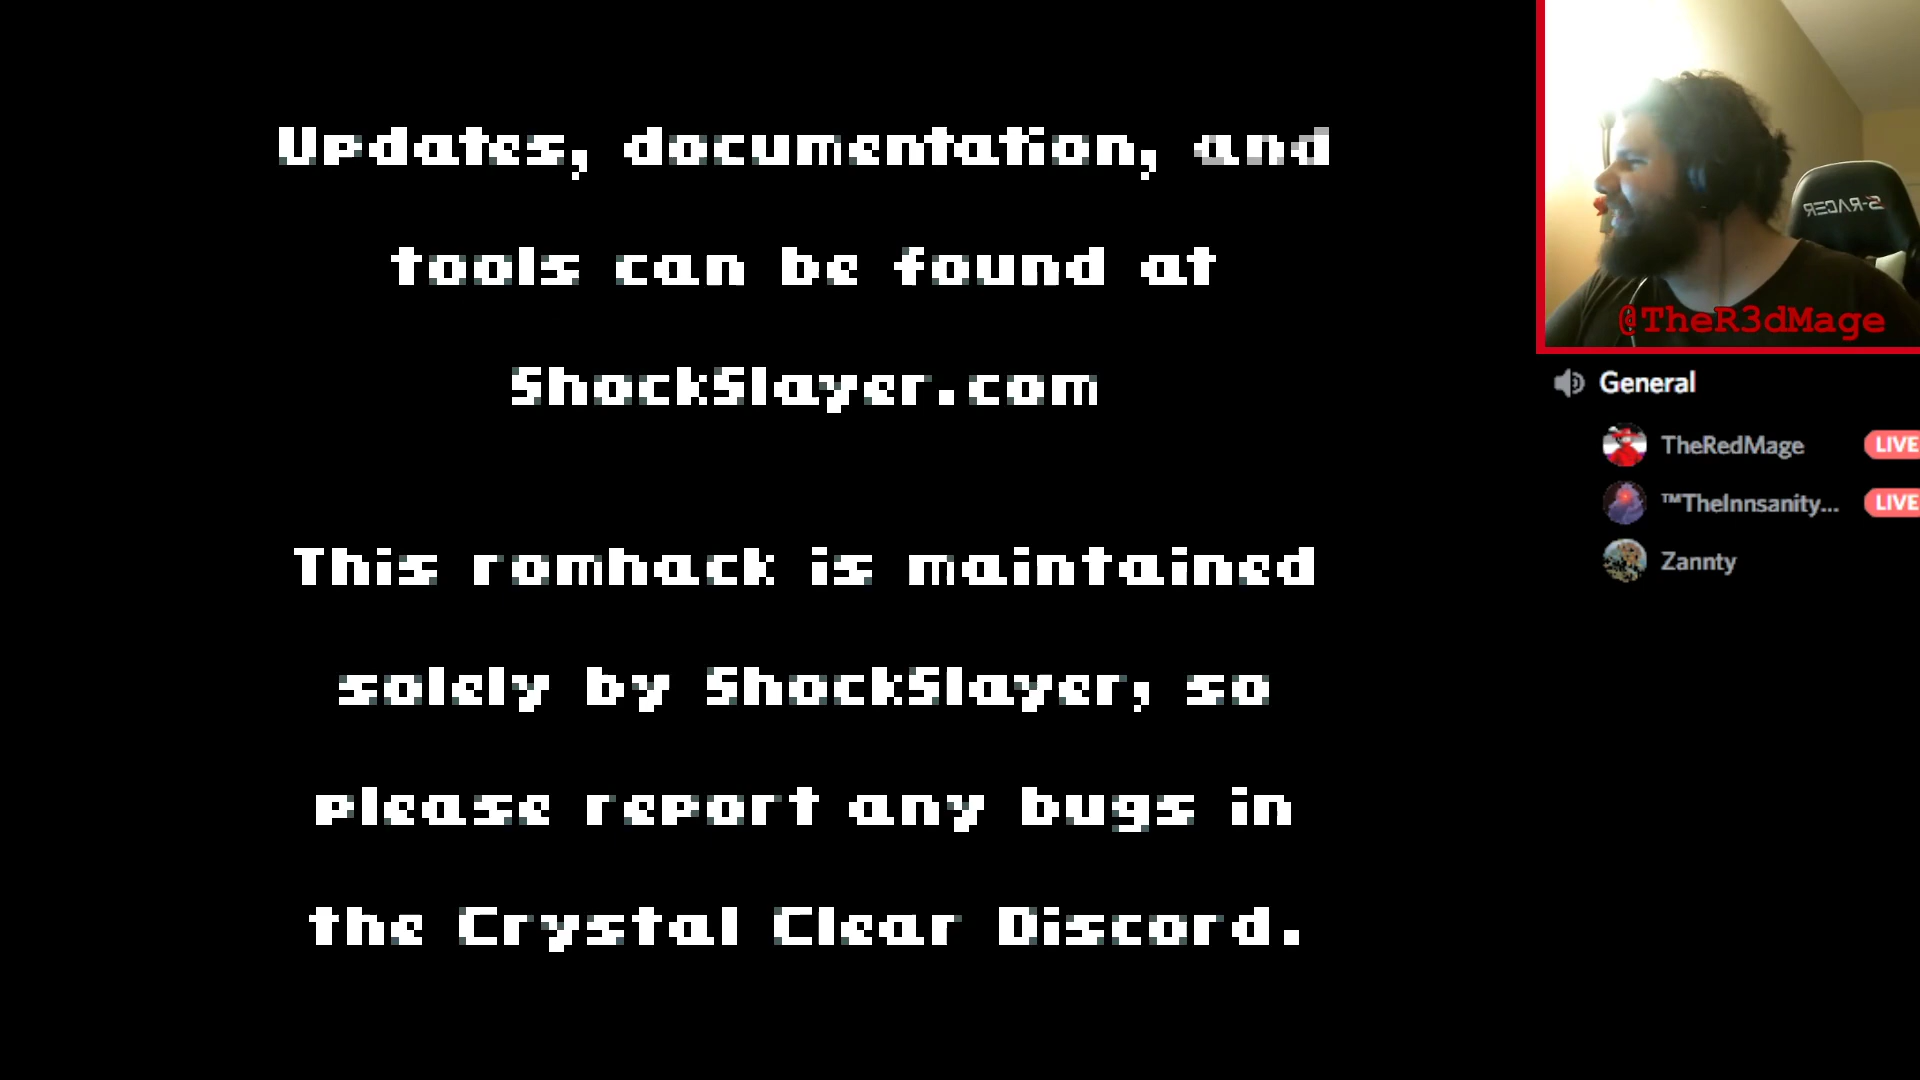 Updates, documentation, and
tools can be found at
ShockSlayer.com
This romhack is maintained
solely by ShockSlayer, so
please report any bugs in
the Crystal Clear Discord.
S-RACER
@TheR3dMage
General
TheRedMage LIVE
™TheInnsanity... LIVE
Zannty